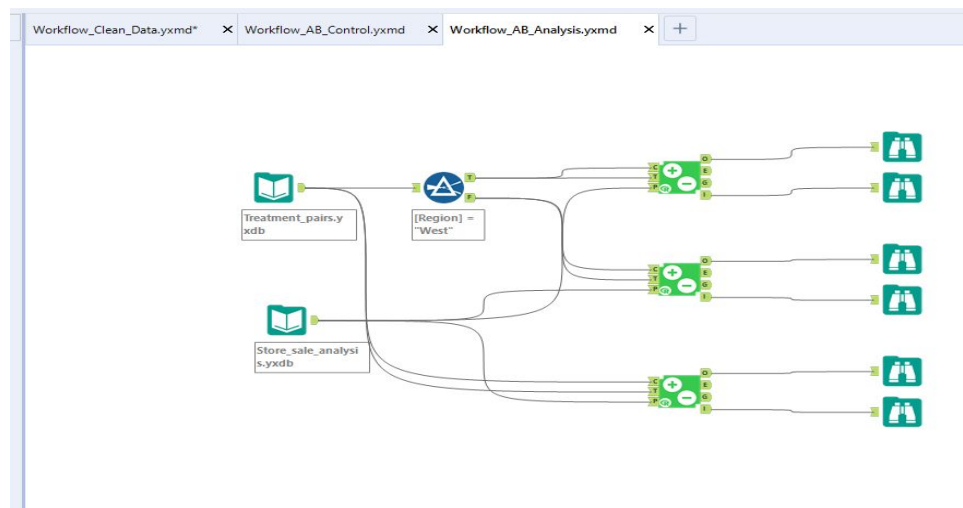 Workflow_Clean_Data.yxmd* X Workflow_AB_Control.yxmd X Workflow_AB_Analysis.yxmd X +
Treatment_pairs.y
xdb
T
F
[Region] =
"West"
Store_sale_analysi
s.yxdb
C
T
P
O
E
G
I
C
T
P
O
E
G
I
C
T
P
O
E
G
I